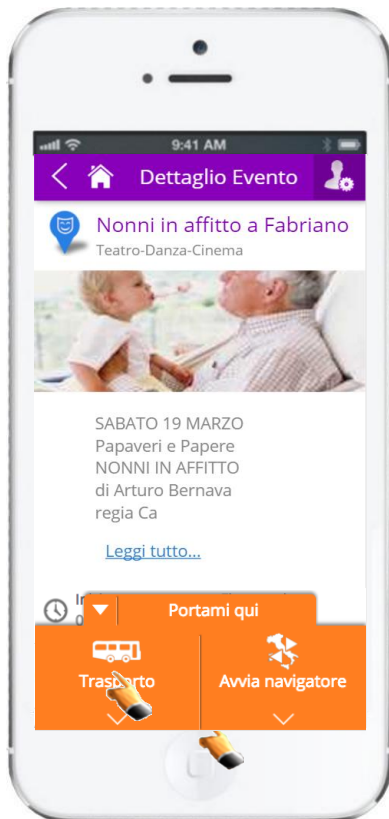 9:41 AM
Dettaglio Evento
Nonni in affitto a Fabriano
Teatro-Danza-Cinema
SABATO 19 MARZO
Papaveri e Papere
NONNI IN AFFITTO
di Arturo Bernava
regia Ca
Leggi tutto...
Portami qui
Trasporto
Avvia navigatore